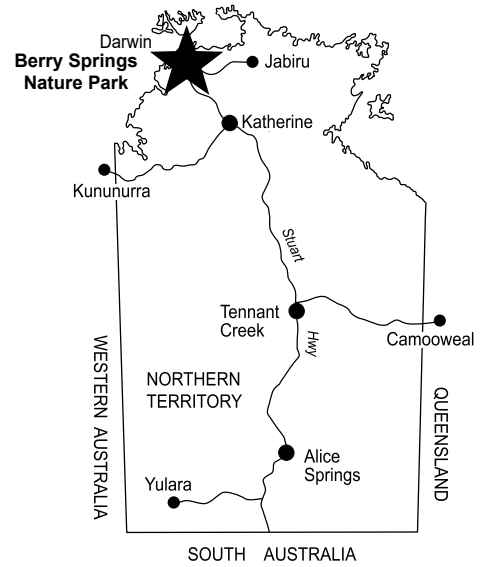 Darwin
Berry Springs
Nature Park
Jabiru
Katherine
Kununurra
Stuart
Tennant
Creek
Hwy
Camooweal
WESTERN AUSTRALIA
NORTHERN
TERRITORY
QUEENSLAND
Alice
Springs
Yulara
SOUTH AUSTRALIA